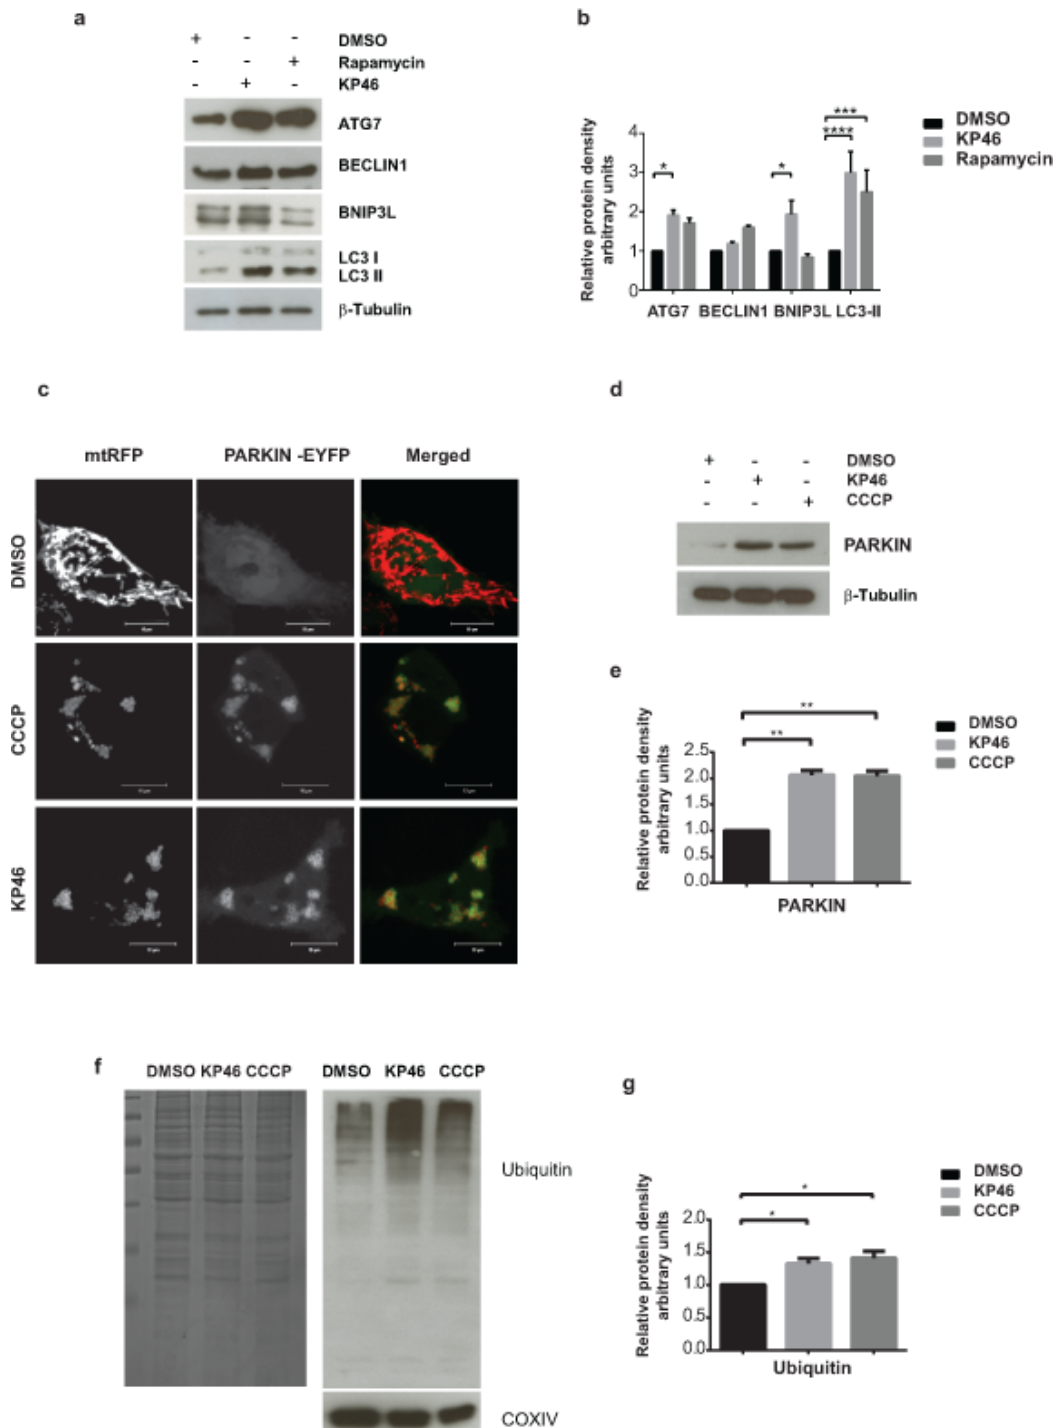 a
+ - - DMSO
- - + Rapamycin
- + - KP46
ATG7
BECLIN1
BNIP3L
LC3 I
LC3 II
β-Tubulin
b
Relative protein density
arbitrary units
4
3
2
1
0
* * **** ***
ATG7 BECLIN1 BNIP3L LC3-II
DMSO
KP46
Rapamycin
c
mtRFP PARKIN -EYFP Merged
DMSO
CCCP
KP46
d
+ - - DMSO
- + - KP46
- - + CCCP
PARKIN
β-Tubulin
e
Relative protein density
arbitrary units
2.5
2.0
1.5
1.0
0.5
0.0
**
**
PARKIN
DMSO
KP46
CCCP
f
DMSO KP46 CCCP
DMSO KP46 CCCP
Ubiquitin
COXIV
g
Relative protein density
arbitrary units
2.0
1.5
1.0
0.5
0.0
*
*
Ubiquitin
DMSO
KP46
CCCP